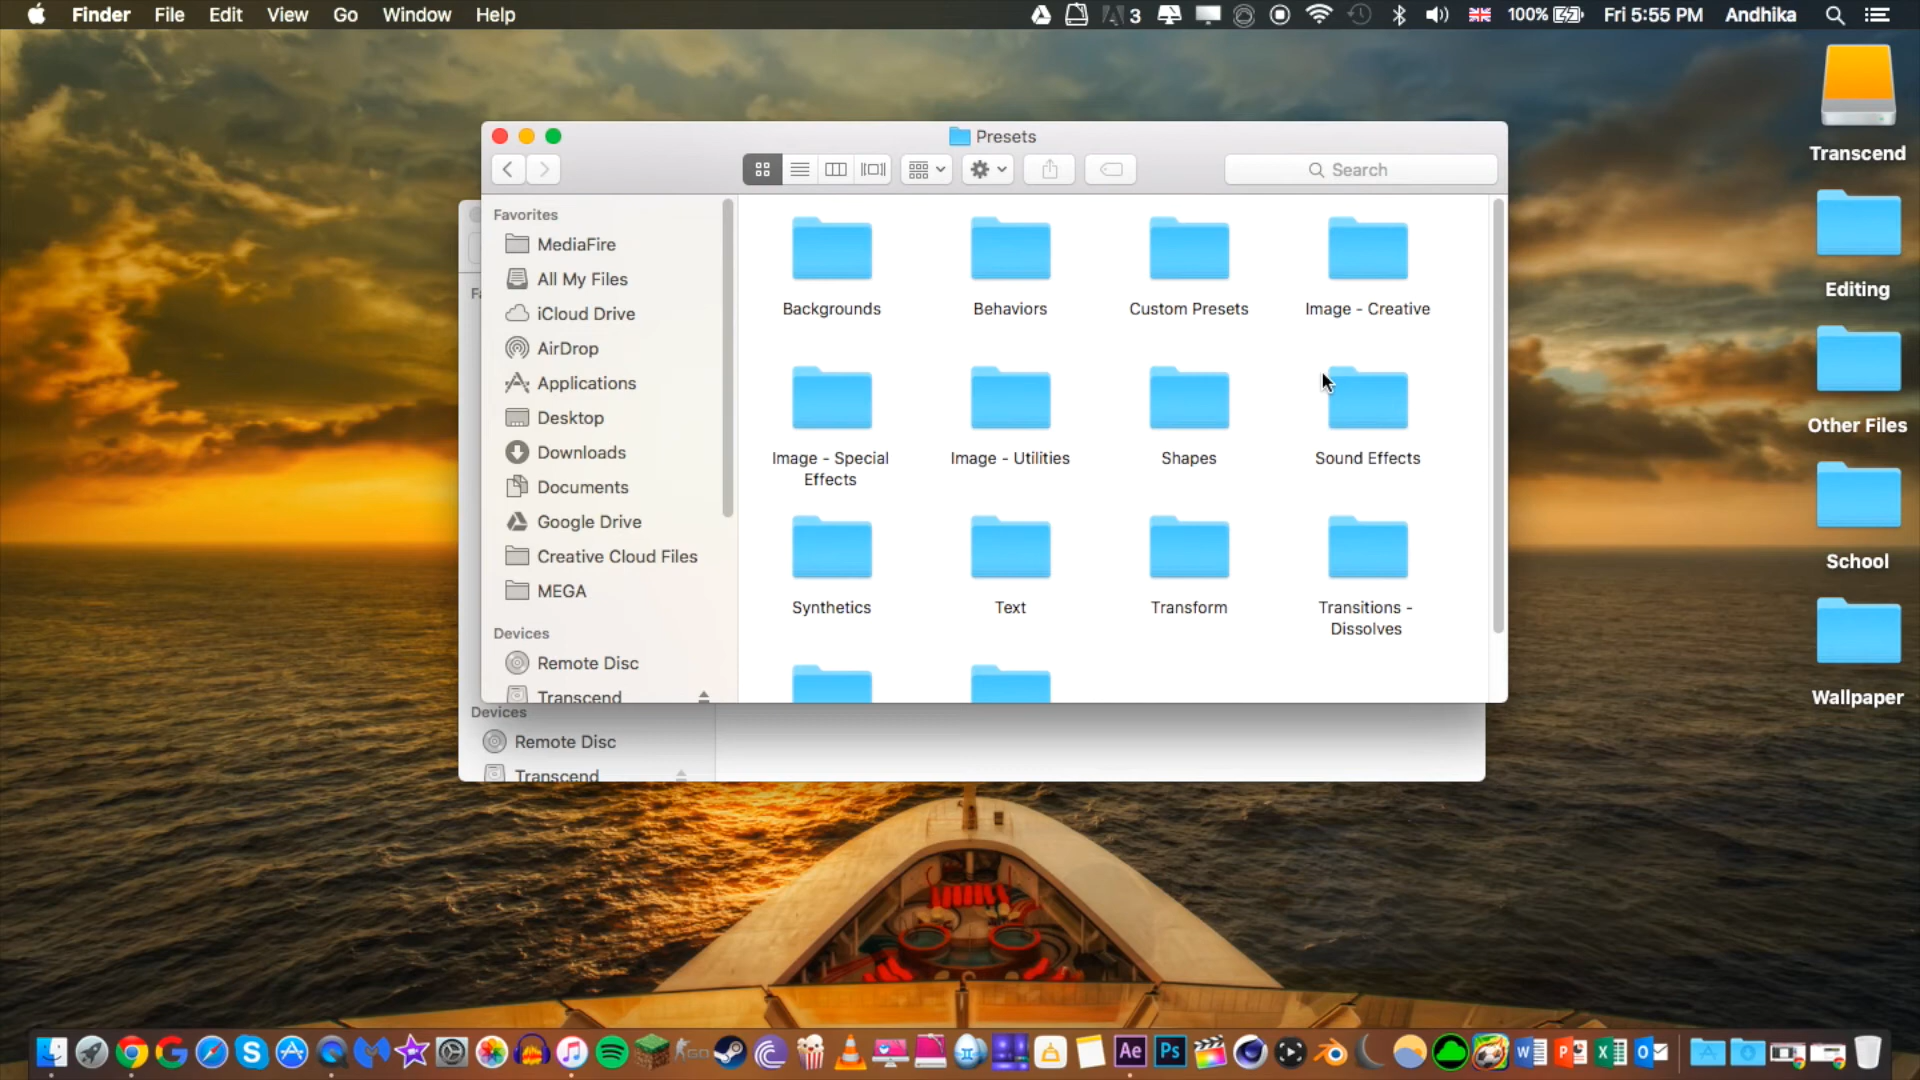 Finder File Edit View Go Window Help
3 100% Fri 5:55 PM Andhika
Presets
Search
Favorites
MediaFire
All My Files
iCloud Drive
AirDrop
Applications
Desktop
Downloads
Documents
Google Drive
Creative Cloud Files
MEGA
Devices
Remote Disc
Transcend
Backgrounds
Behaviors
Custom Presets
Image - Creative
Image - Special
Effects
Image - Utilities
Shapes
Sound Effects
Synthetics
Text
Transform
Transitions -
Dissolves
Fa
Devices
Remote Disc
Transcend
Transcend
Editing
Other Files
School
Wallpaper
GO
Ae
Ps